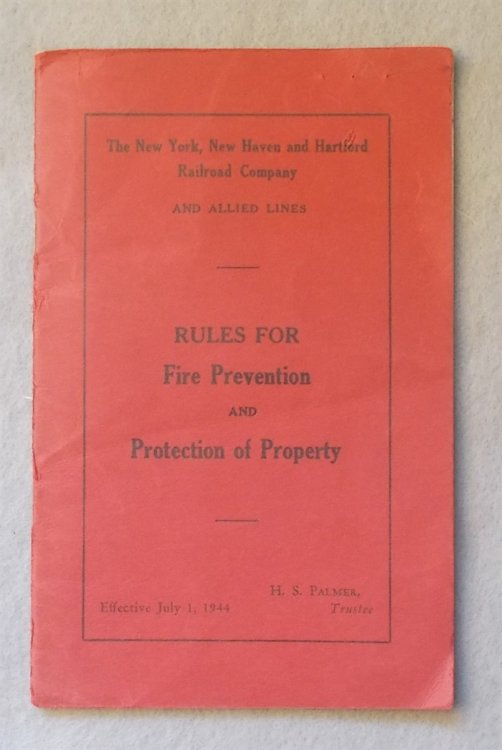 The New York, New Haven and Hartford
Railroad Company
AND ALLIED LINES
RULES FOR
Fire Prevention
AND
Protection of Property
H. S. PALMER,
Effective July 1, 1944 Trustee